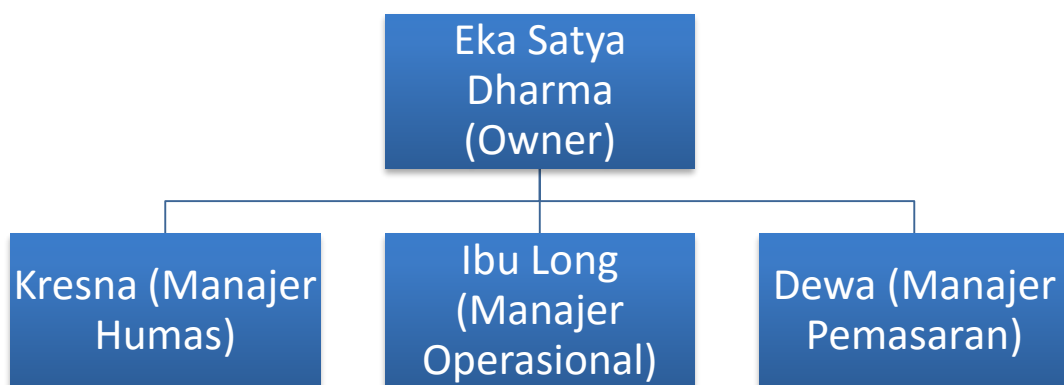 Eka Satya
Dharma
(Owner)
Kresna (Manajer
Humas)
Ibu Long
(Manajer
Operasional)
Dewa (Manajer
Pemasaran)